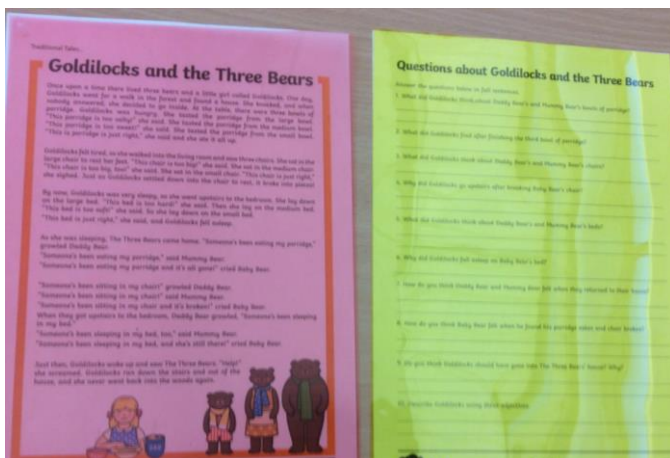 Traditional Tales...
Goldilocks and the Three Bears
Once upon a time there lived three bears and a little girl called Goldilocks. One day,
Goldilocks went for a walk in the forest and found a house. She knocked, and when
nobody answered, she decided to go inside. At the table, there were three bowls of
porridge. Goldilocks was hungry. She tasted the porridge from the large bowl.
"This porridge is too salty!" she said. She tasted the porridge from the medium bowl.
"This porridge is too sweet!" she said. She tasted the porridge from the small bowl.
"This is porridge is just right," she said and she ate it all up.
Goldilocks felt tired, so she walked into the living room and saw three chairs. She sat in the
large chair to rest her feet. "This chair is too big!" she said. She sat in the medium chair.
"This chair is too big, too!" she said. She sat in the small chair. "This chair is just right,"
she sighed. Just as Goldilocks settled down into the chair to rest, it broke into pieces!
By now, Goldilocks was very sleepy, so she went upstairs to the bedroom. She lay down
on the large bed. "This bed is too hard!" she said. Then she lay on the medium bed.
"This bed is too soft!" she said. So she lay down on the small bed.
"This bed is just right," she said, and Goldilocks fell asleep.
As she was sleeping, The Three Bears came home. "Someone's been eating my porridge,"
growled Daddy Bear.
"Someone's been eating my porridge," said Mummy Bear.
"Someone's been eating my porridge and it's all gone!" cried Baby Bear.
"Someone's been sitting in my chair!" growled Daddy Bear.
"Someone's been sitting in my chair!" said Mummy Bear.
"Someone's been sitting in my chair and it's broken!" cried Baby Bear.
When they got upstairs to the bedroom, Daddy Bear growled, "Someone's been sleeping
in my bed."
"Someone's been sleeping in my bed, too," said Mummy Bear.
"Someone's been sleeping in my bed, and she's still there!" cried Baby Bear.
Just then, Goldilocks woke up and saw The Three Bears. "Help!"
she screamed. Goldilocks ran down the stairs and out of the
house, and she never went back into the woods again.
Questions about Goldilocks and the Three Bears
Answer the questions below in full sentences.
1. What did Goldilocks think about Daddy Bear's and Mummy Bear's bowls of porridge?
2. What did Goldilocks find after finishing the third bowl of porridge?
3. What did Goldilocks think about Daddy Bear's and Mummy Bear's chairs?
4. Why did Goldilocks go upstairs after breaking Baby Bear's chair?
5. What did Goldilocks think about Daddy Bear's and Mummy Bear's beds?
6. Why did Goldilocks fall asleep on Baby Bear's bed?
7. How do you think Daddy Bear and Mummy Bear felt when they returned to their house?
8. How do you think Baby Bear felt when he found his porridge eaten and chair broken?
9. Do you think Goldilocks should have gone into The Three Bears' house? Why?
10. Describe Goldilocks using three adjectives.